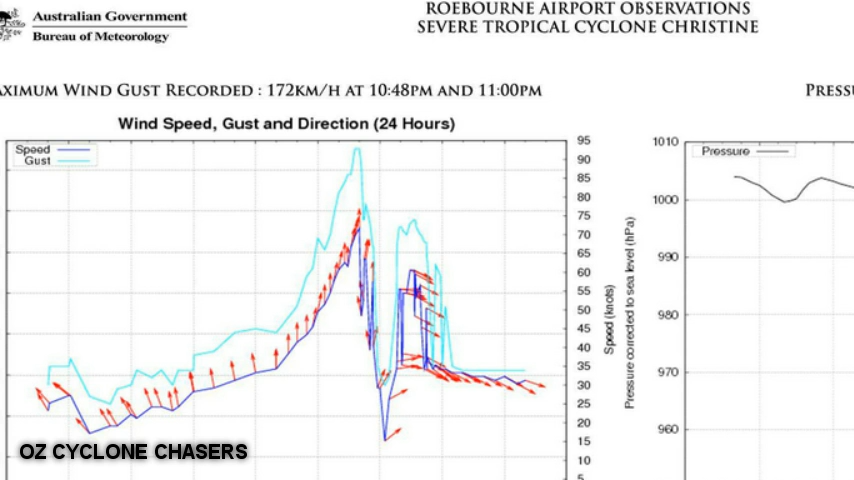 ROEBOURNE AIRPORT OBSERVATIONS
SEVERE TROPICAL CYCLONE CHRISTINE
Australian Government
Bureau of Meteorology
AXIMUM WIND GUST RECORDED : 172KM/H AT 10:48PM AND 11:00PM
PRESSU
Wind Speed, Gust and Direction (24 Hours)
Speed
Gust
95
90
85
80
75
70
65
60
55
50
45
40
35
30
25
20
15
10
5
Speed (knots)
Pressure corrected to sea level (hPa)
1010
1000
990
980
970
960
Pressure
OZ CYCLONE CHASERS